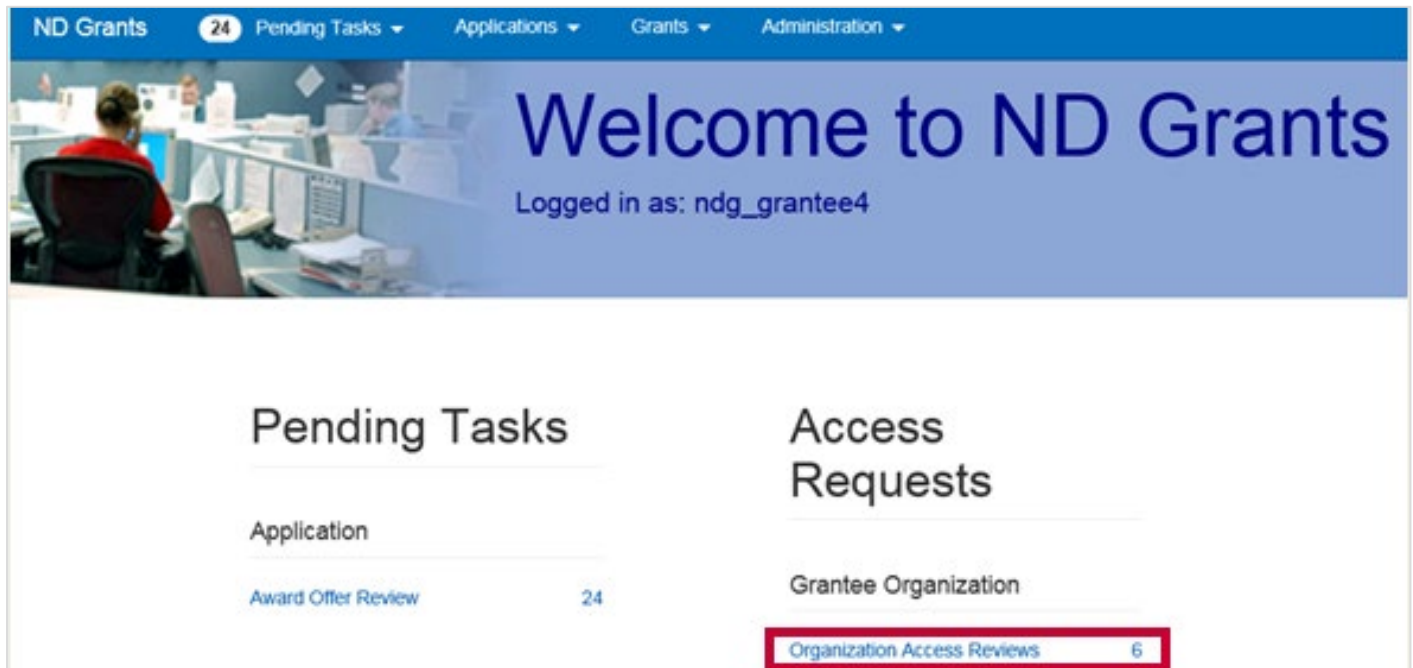 ND Grants 24 Pending Tasks Applications Grants Administration
Welcome to ND Grants
Logged in as: ndg_grantee4
Pending Tasks
Application
Award Offer Review 24
Access
Requests
Grantee Organization
Organization Access Reviews 6